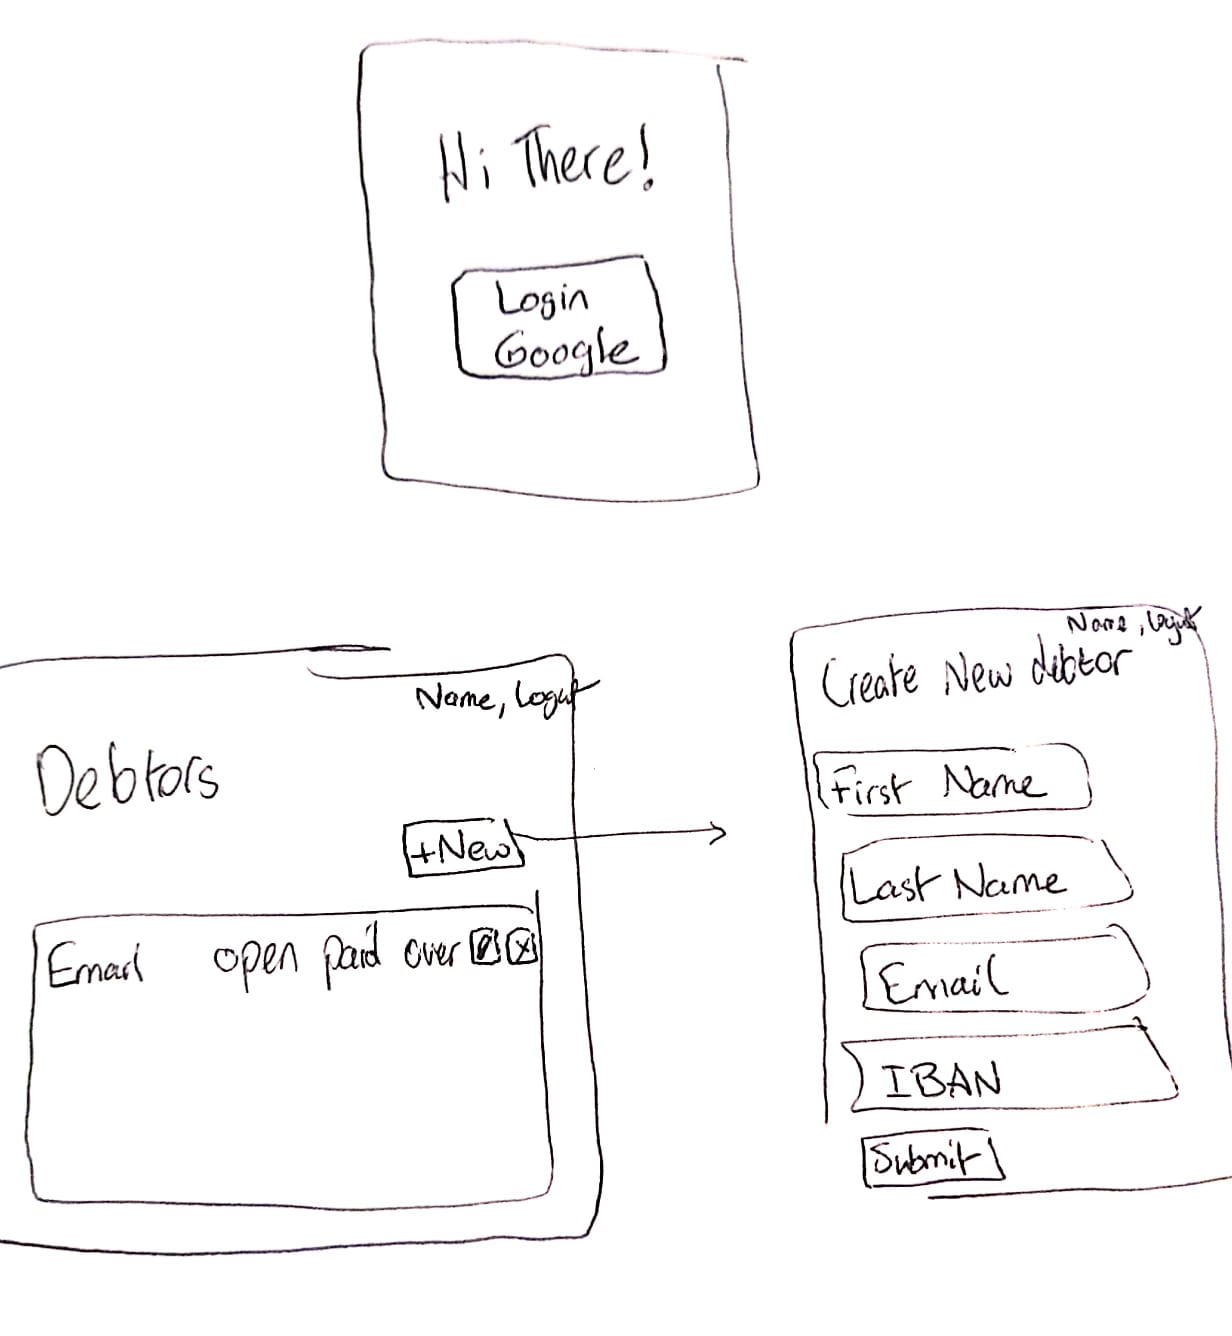 Hi There!
Login
Google
Name, Logout
Debtors
+New
Email open paid over
Name, Logout
Create New debtor
First Name
Last Name
Email
IBAN
Submit